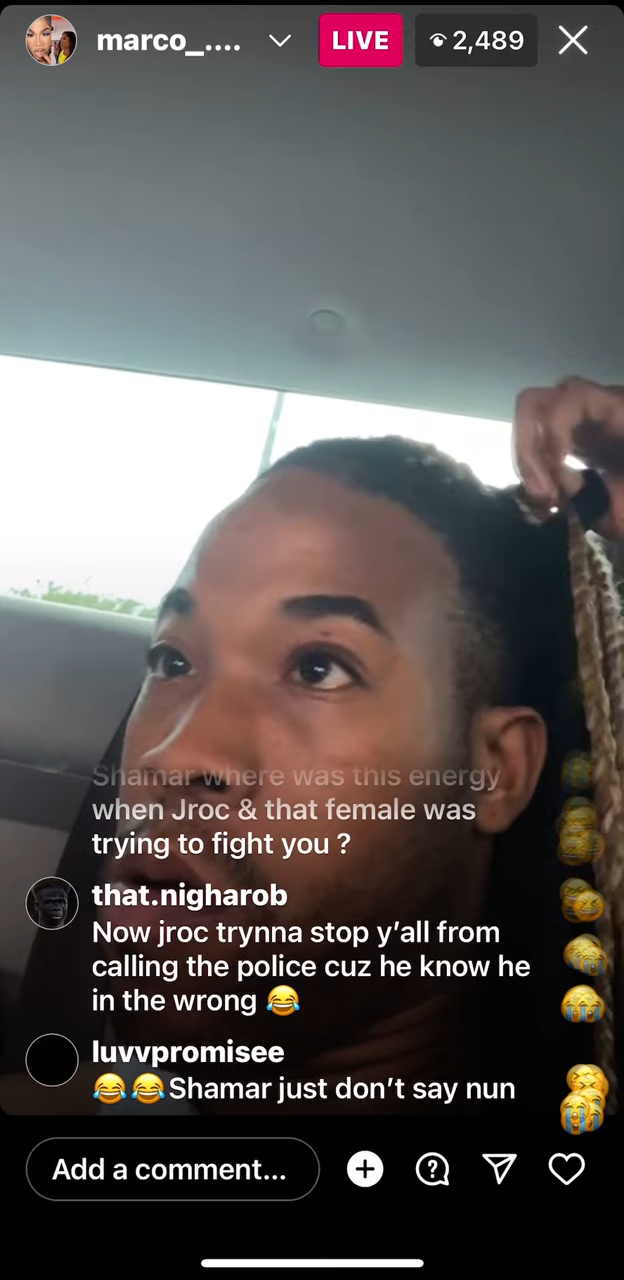 marco_....
LIVE
2,489
Shamar where was this energy
when Jroc & that female was
trying to fight you ?
that.nigharob
Now jroc trynna stop y’all from
calling the police cuz he know he
in the wrong 😂
luvvpromisee
😂😂Shamar just don’t say nun
Add a comment...